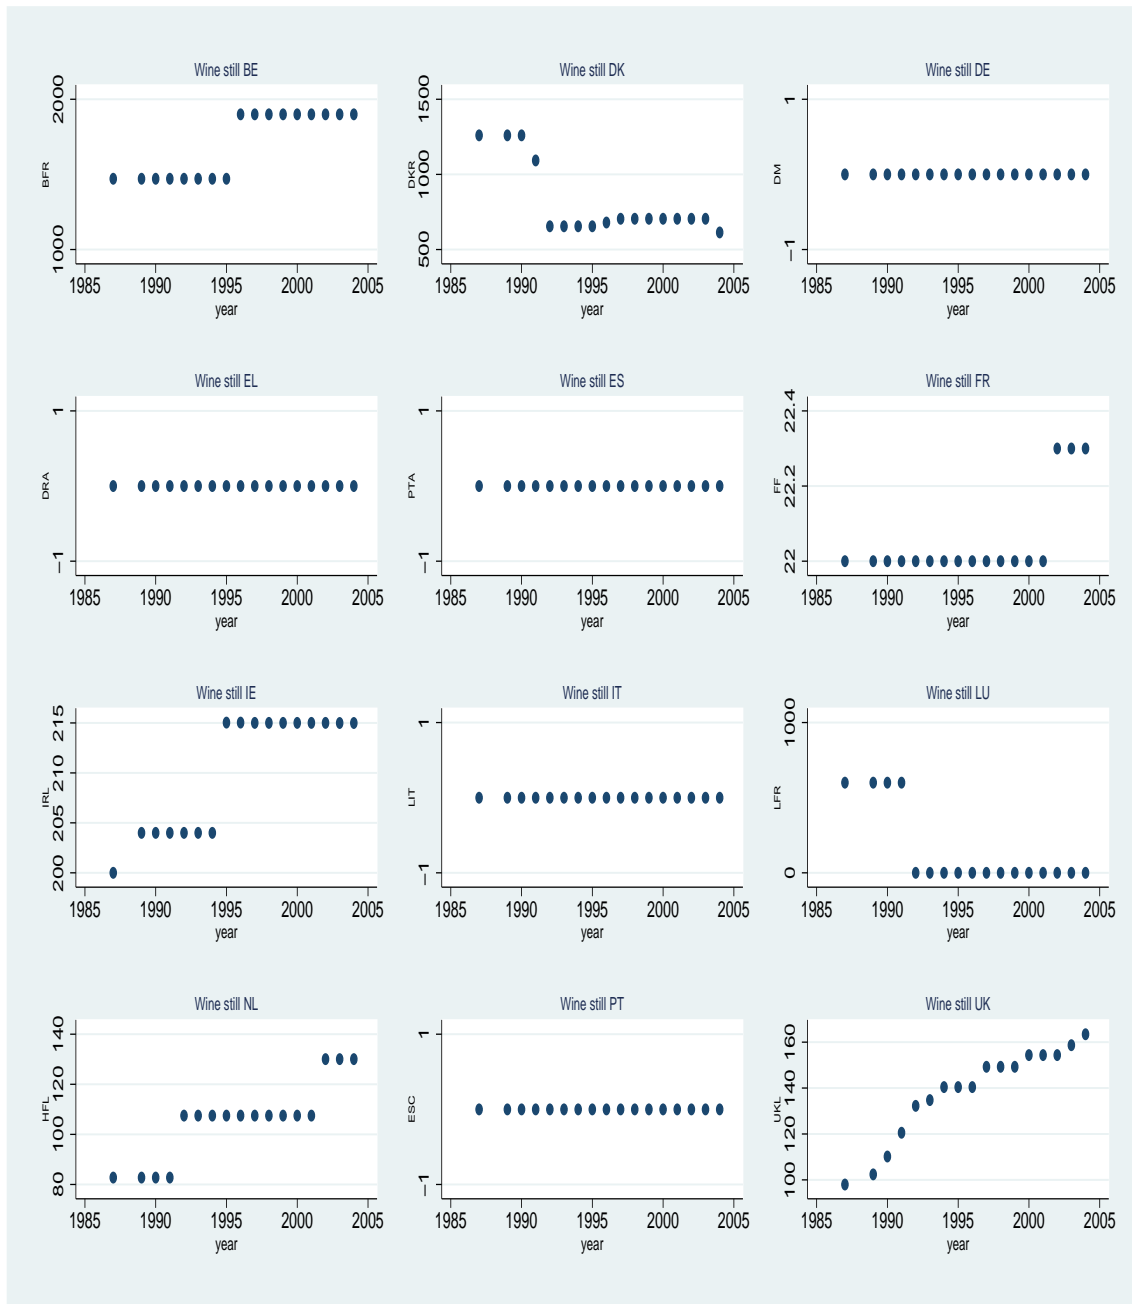 Wine still BE
2000
1000
BFR
1985 1990 1995 2000 2005
year
Wine still DK
1500
1000
500
DKR
1985 1990 1995 2000 2005
year
Wine still DE
1
−1
DM
1985 1990 1995 2000 2005
year
Wine still EL
1
−1
DRA
1985 1990 1995 2000 2005
year
Wine still ES
1
−1
PTA
1985 1990 1995 2000 2005
year
Wine still FR
22.4
22.2
22
FF
1985 1990 1995 2000 2005
year
Wine still IE
215
210
205
200
IRL
1985 1990 1995 2000 2005
year
Wine still IT
1
−1
LIT
1985 1990 1995 2000 2005
year
Wine still LU
1000
0
LFR
1985 1990 1995 2000 2005
year
Wine still NL
140
120
100
80
HFL
1985 1990 1995 2000 2005
year
Wine still PT
1
−1
ESC
1985 1990 1995 2000 2005
year
Wine still UK
160
140
120
100
UKL
1985 1990 1995 2000 2005
year